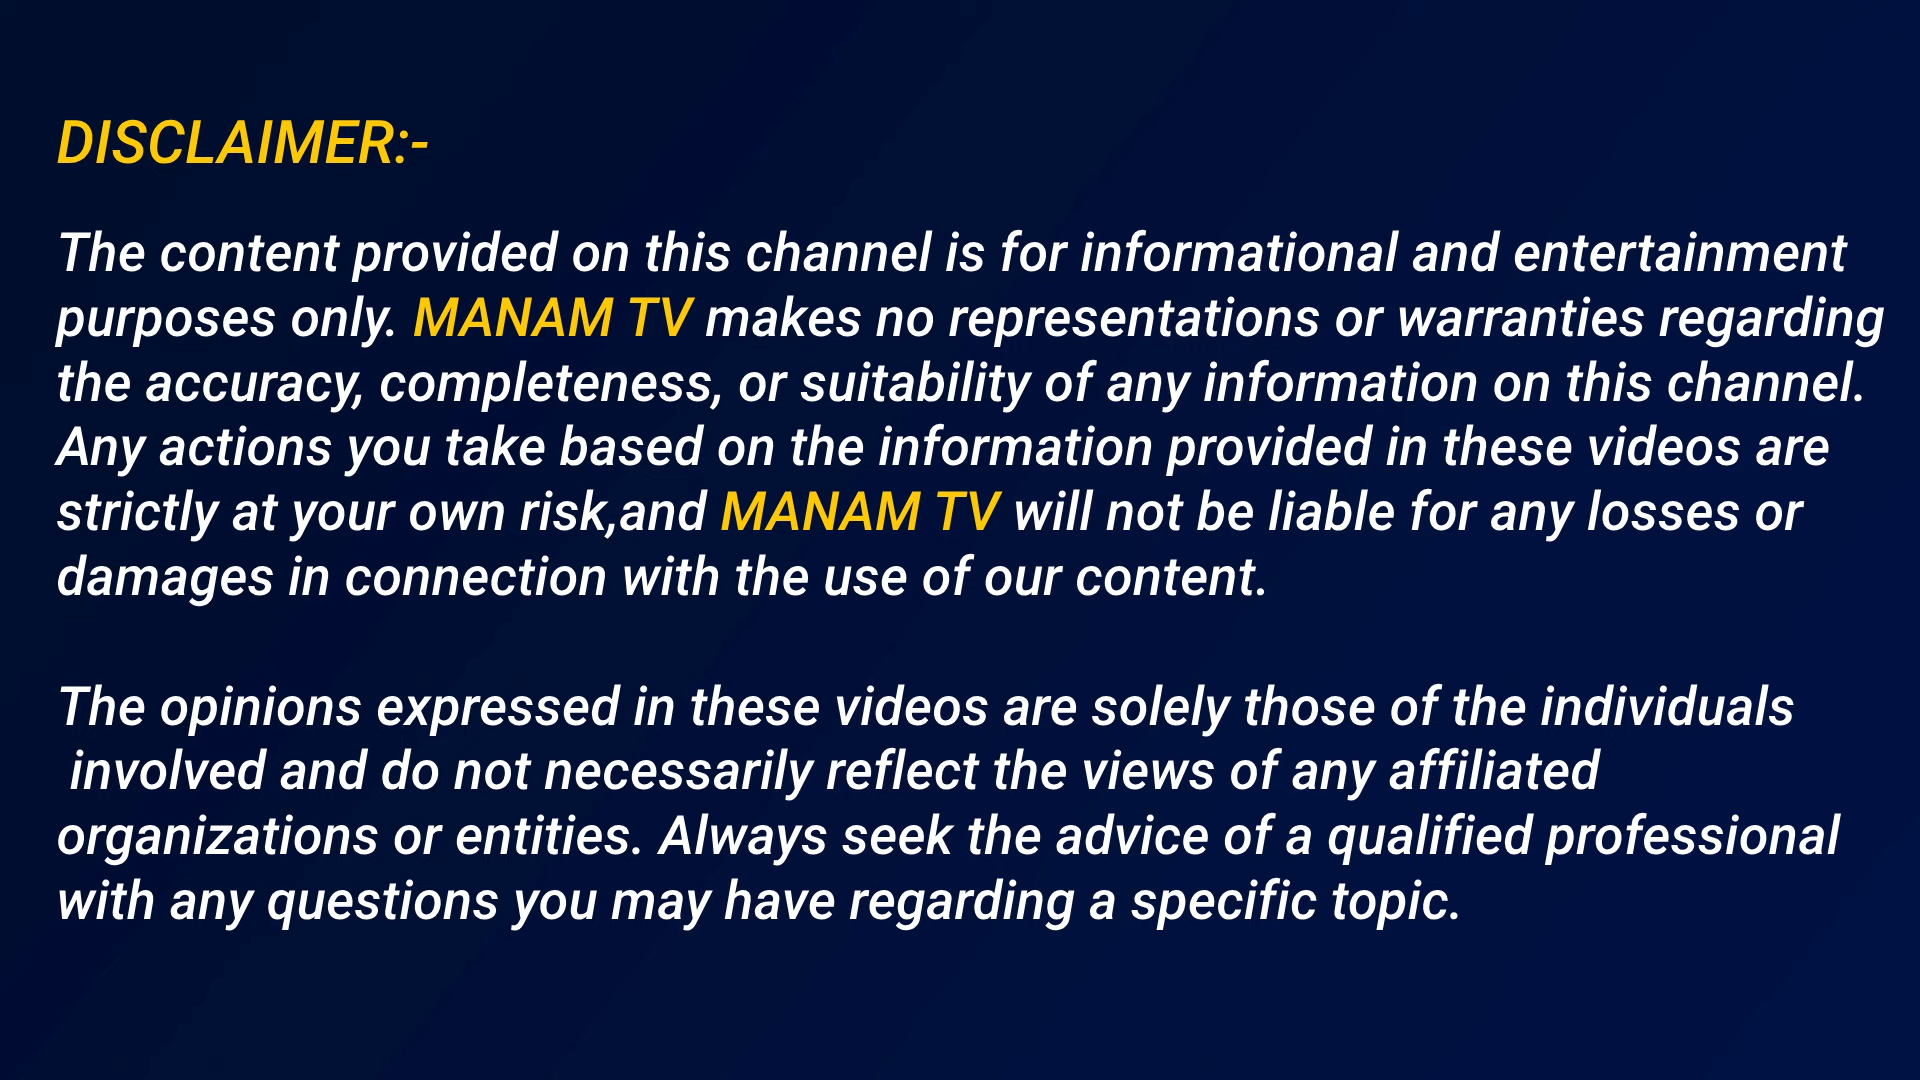 DISCLAIMER:-
The content provided on this channel is for informational and entertainment
purposes only. MANAM TV makes no representations or warranties regarding
the accuracy, completeness, or suitability of any information on this channel.
Any actions you take based on the information provided in these videos are
strictly at your own risk,and MANAM TV will not be liable for any losses or
damages in connection with the use of our content.
The opinions expressed in these videos are solely those of the individuals
involved and do not necessarily reflect the views of any affiliated
organizations or entities. Always seek the advice of a qualified professional
with any questions you may have regarding a specific topic.